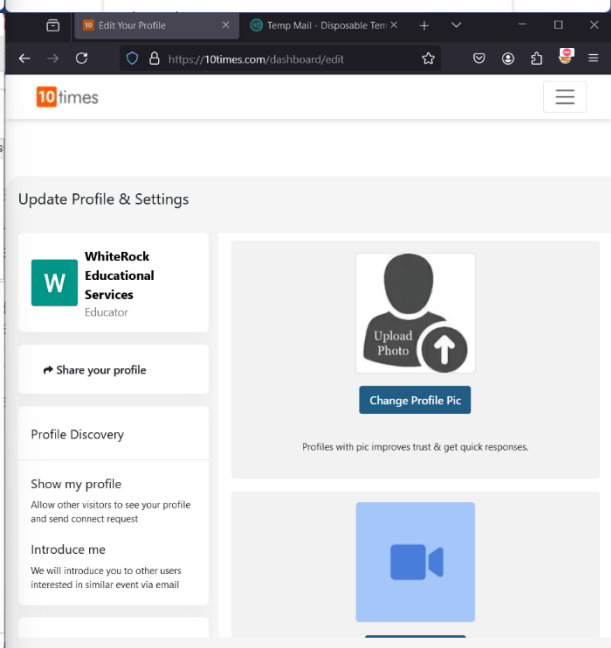 Edit Your Profile
Temp Mail - Disposable Tem
https://10times.com/dashboard/edit
10times
Update Profile & Settings
W
WhiteRock
Educational
Services
Educator
Share your profile
Profile Discovery
Show my profile
Allow other visitors to see your profile
and send connect request
Introduce me
We will introduce you to other users
interested in similar event via email
Upload
Photo
Change Profile Pic
Profiles with pic improves trust & get quick responses.